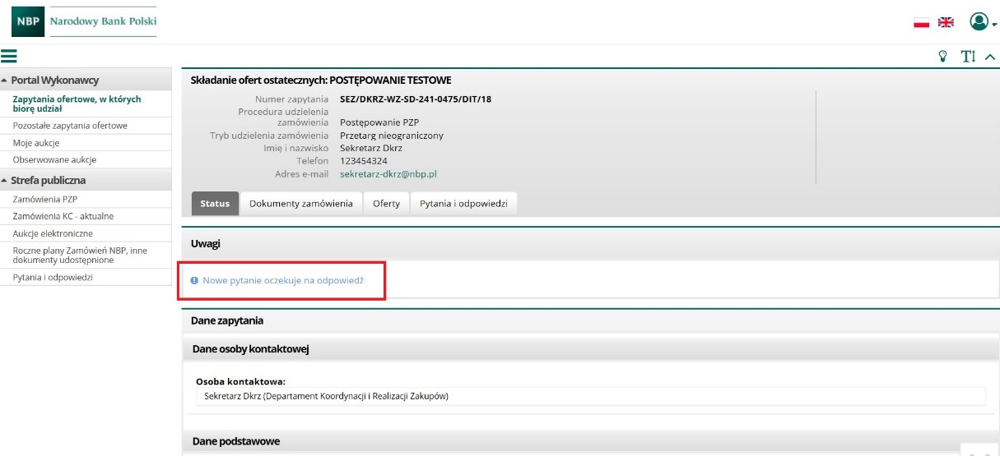 NBP Narodowy Bank Polski
Portal Wykonawcy
Zapytania ofertowe, w których
biorę udział
Pozostałe zapytania ofertowe
Moje aukcje
Obserwowane aukcje
Strefa publiczna
Zamówienia PZP
Zamówienia KC - aktualne
Aukcje elektroniczne
Roczne plany Zamówień NBP, inne
dokumenty udostępnione
Pytania i odpowiedzi
Składanie ofert ostatecznych: POSTĘPOWANIE TESTOWE
Numer zapytania SEZ/DKRZ-WZ-SD-241-0475/DIT/18
Procedura udzielenia
zamówienia Postępowanie PZP
Tryb udzielenia zamówienia Przetarg nieograniczony
Imię i nazwisko Sekretarz Dkrz
Telefon 123454324
Adres e-mail sekretarz-dkrz@nbp.pl
Status Dokumenty zamówienia Oferty Pytania i odpowiedzi
Uwagi
Nowe pytanie oczekuje na odpowiedź
Dane zapytania
Dane osoby kontaktowej
Osoba kontaktowa:
Sekretarz Dkrz (Departament Koordynacji i Realizacji Zakupów)
Dane podstawowe